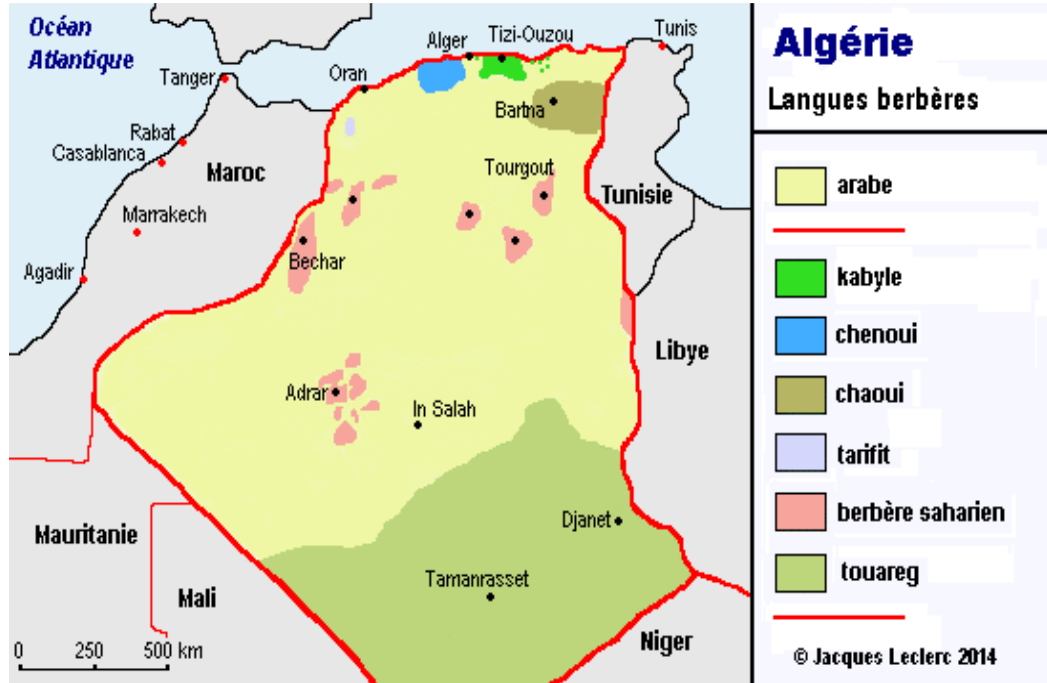 Océan
Atlantique
Tanger
Rabat
Casablanca
Maroc
Marrakech
Agadir
Oran
Alger
Tizi-Ouzou
Tunis
Bartna
Tourgout
Tunisie
Bechar
Libye
Adrar
In Salah
Djanet
Tamanrasset
Mauritanie
Mali
Niger
0 250 500 km
Algérie
Langues berbères
arabe
kabyle
chenoui
chaoui
tarifit
berbère saharien
touareg
© Jacques Leclerc 2014